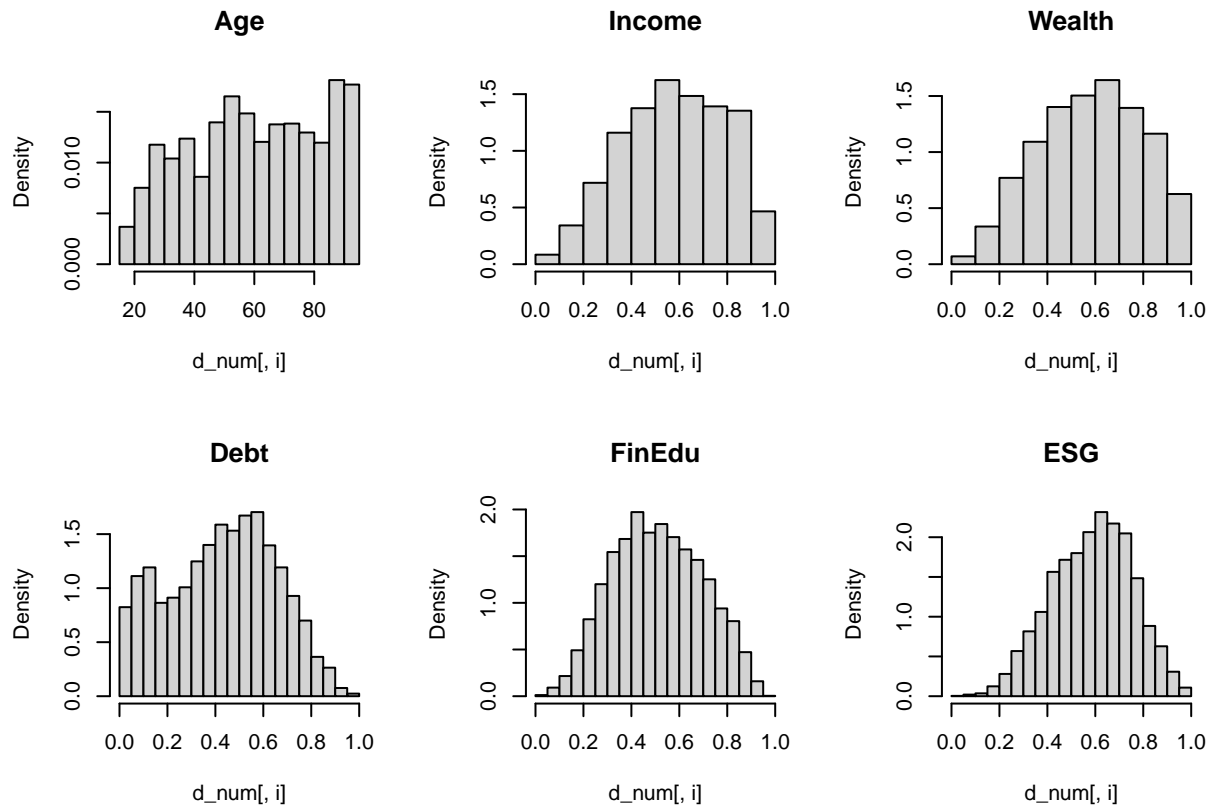 Age
Density
0.000
0.010
20 40 60 80
d_num[, i]
Income
Density
0.0 0.5 1.0 1.5
0.0 0.2 0.4 0.6 0.8 1.0
d_num[, i]
Wealth
Density
0.0 0.5 1.0 1.5
0.0 0.2 0.4 0.6 0.8 1.0
d_num[, i]
Debt
Density
0.0 0.5 1.0 1.5
0.0 0.2 0.4 0.6 0.8 1.0
d_num[, i]
FinEdu
Density
0.0 1.0 2.0
0.0 0.2 0.4 0.6 0.8 1.0
d_num[, i]
ESG
Density
0.0 1.0 2.0
0.0 0.2 0.4 0.6 0.8 1.0
d_num[, i]